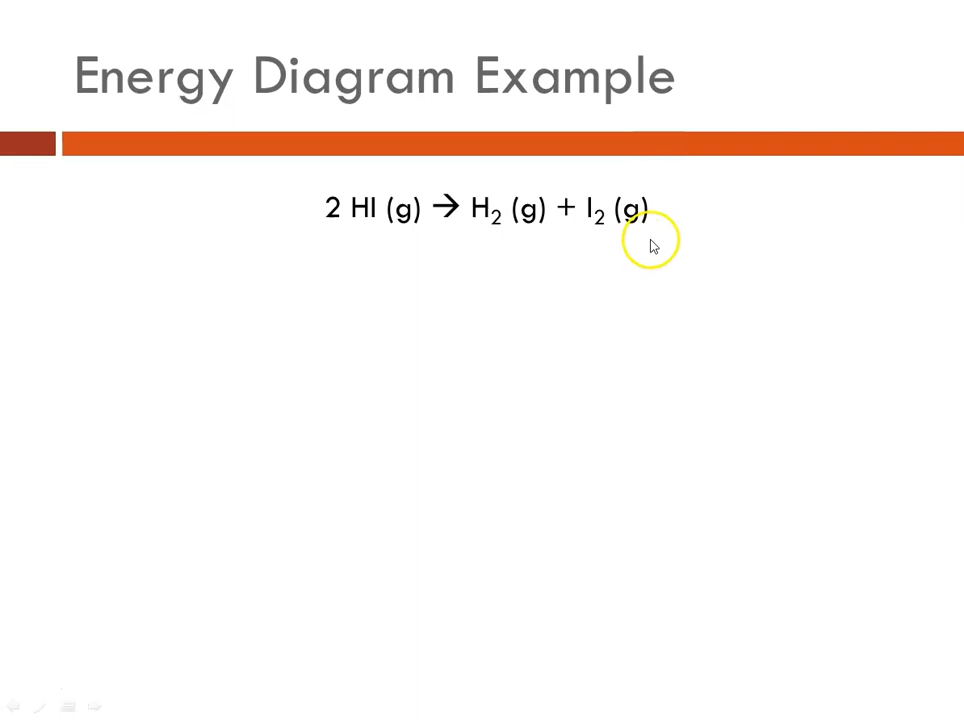 Energy Diagram Example
2 HI (g) → H₂ (g) + I₂ (g)